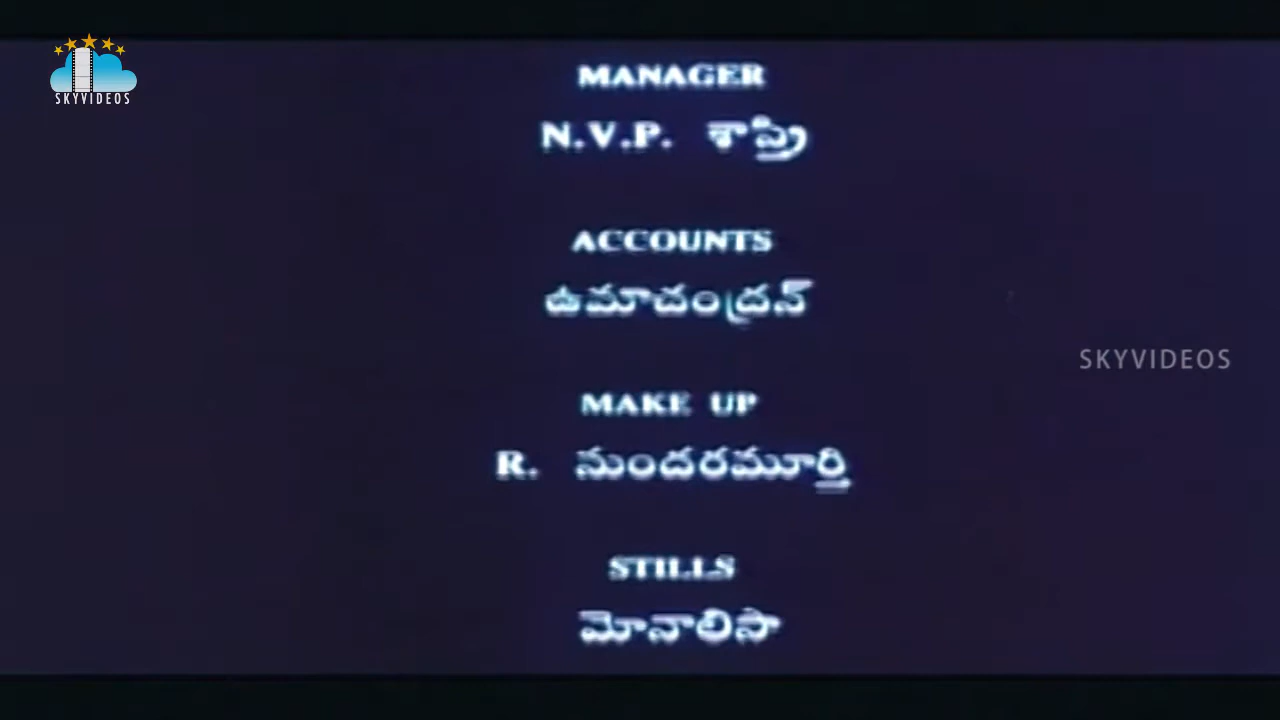 SKYVIDEOS
MANAGER
N.V.P. శాస్త్రి
ACCOUNTS
ఉమాచంద్రన్
SKYVIDEOS
MAKE UP
R. సుందరమూర్తి
STILLS
మోనాలిసా